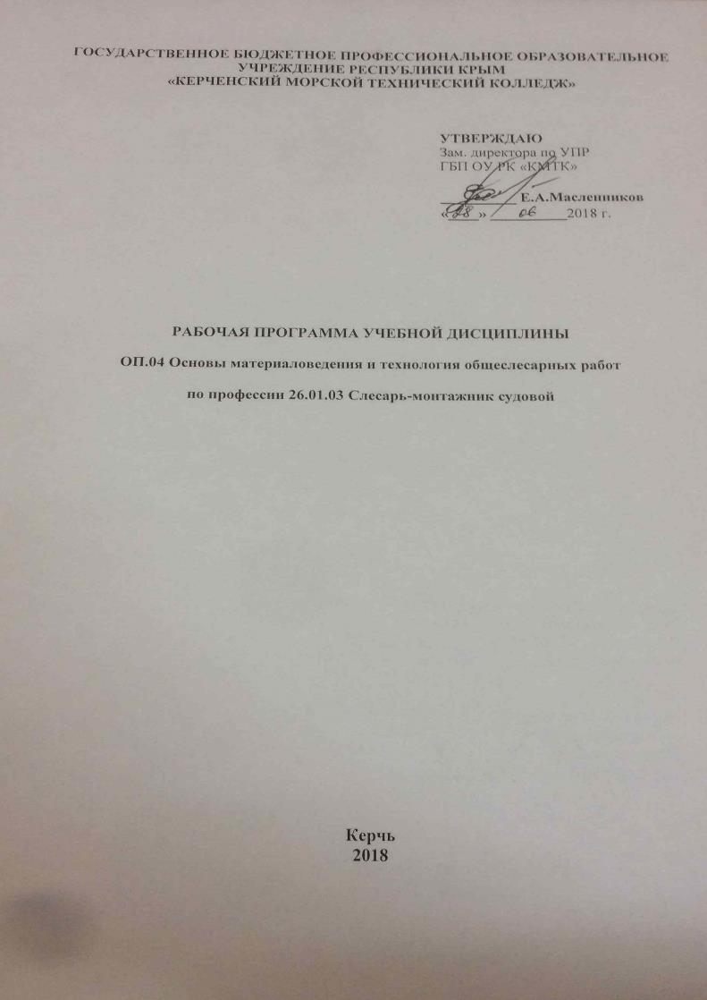 ГОСУДАРСТВЕННОЕ БЮДЖЕТНОЕ ПРОФЕССИОНАЛЬНОЕ ОБРАЗОВАТЕЛЬНОЕ
УЧРЕЖДЕНИЕ РЕСПУБЛИКИ КРЫМ
«КЕРЧЕНСКИЙ МОРСКОЙ ТЕХНИЧЕСКИЙ КОЛЛЕДЖ»
УТВЕРЖДАЮ
Зам. директора по УПР
ГБП ОУ РК «КМТК»
Е.А.Масленников
«28» 06 2018 г.
РАБОЧАЯ ПРОГРАММА УЧЕБНОЙ ДИСЦИПЛИНЫ
ОП.04 Основы материаловедения и технология общеслесарных работ
по профессии 26.01.03 Слесарь-монтажник судовой
Керчь
2018